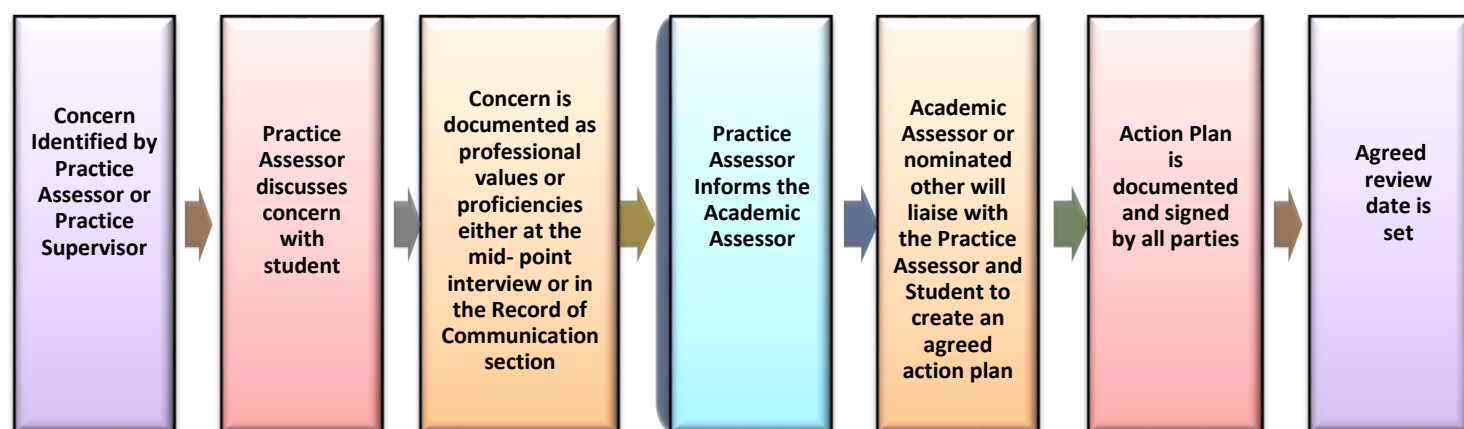 Concern
Identified by
Practice
Assessor or
Practice
Supervisor
Practice
Assessor
discusses
concern
with
student
Concern is
documented as
professional
values or
proficiencies
either at the
mid- point
interview or in
the Record of
Communication
section
Practice
Assessor
Informs the
Academic
Assessor
Academic
Assessor or
nominated
other will
liaise with
the Practice
Assessor and
Student to
create an
agreed
action plan
Action Plan
is
documented
and signed
by all parties
Agreed
review
date is
set